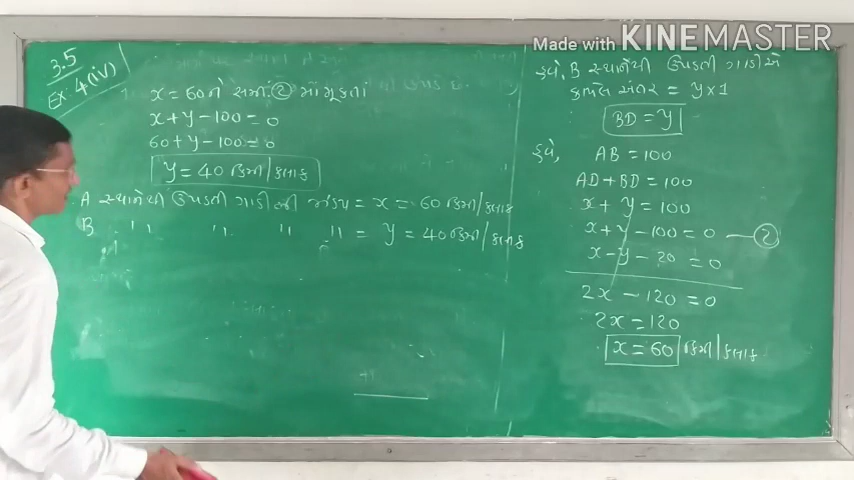 Made with KINEMASTER
3.5
Ex: 4(iv)
x = 60 ને સમી ② માં મૂકતાં
x + y - 100 = 0
60 + y - 100 = 0
y = 40 કિમી/કલાક
A સ્થાનેથી ઉપડતી ગાડીની ઝડપ = x = 60 કિમી/કલાક
B " " " " = y = 40 કિમી/કલાક
હવે, B સ્થાનેથી ઉપડતી ગાડીએ
કાપેલ અંતર = y × 1
BD = y
હવે, AB = 100
AD + BD = 100
x + y = 100
x + y - 100 = 0 — ②
x - y - 20 = 0
2x - 120 = 0
2x = 120
x = 60 કિમી/કલાક